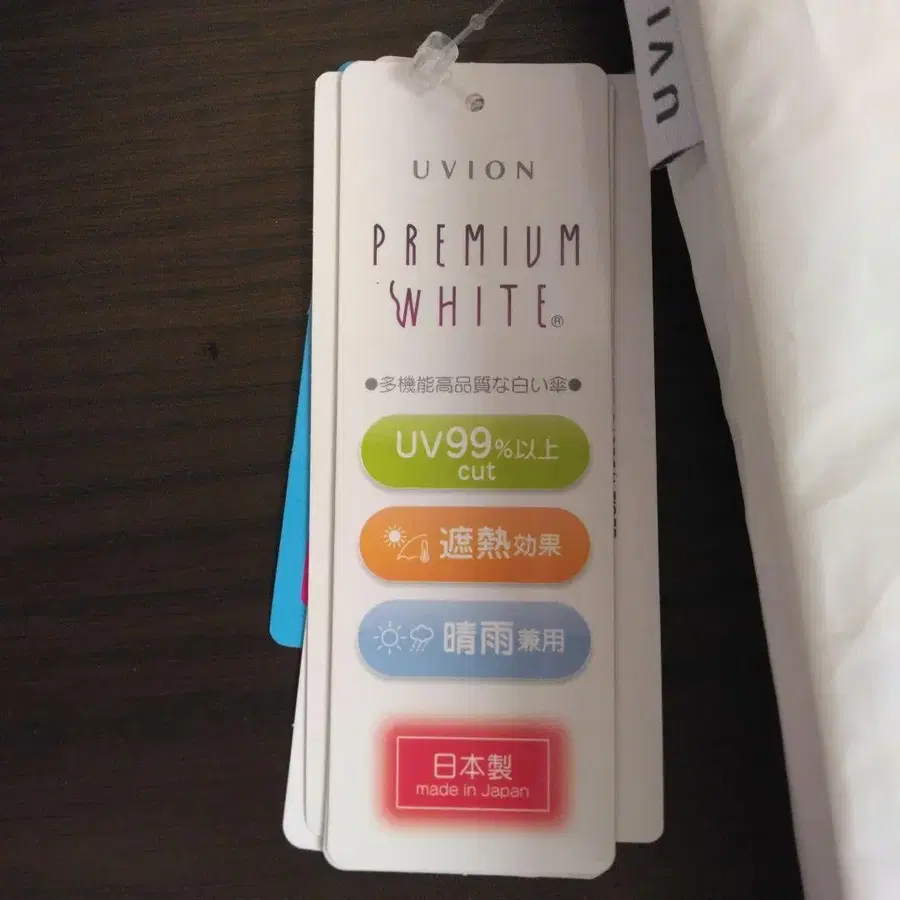 UVION
PREMIUM
WHITE®
●多機能高品質な白い傘●
UV99%以上
cut
遮熱効果
晴雨兼用
日本製
made in Japan